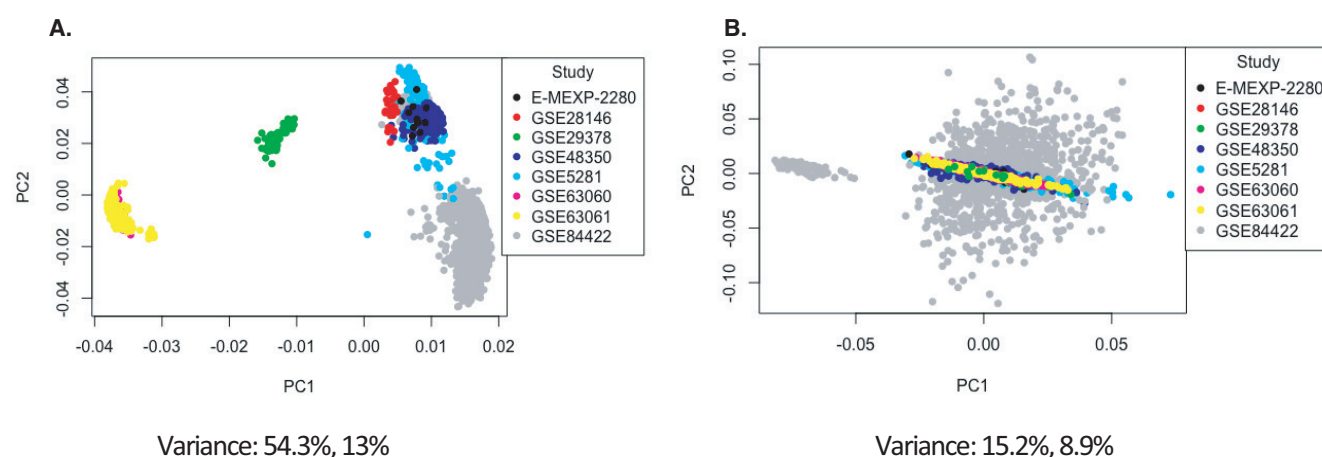 A.
PC2
0.04
0.02
0.00
-0.02
-0.04
-0.04 -0.03 -0.02 -0.01 0.00 0.01 0.02
PC1
Study
E-MEXP-2280
GSE28146
GSE29378
GSE48350
GSE5281
GSE63060
GSE63061
GSE84422
Variance: 54.3%, 13%
B.
PC2
0.10
0.05
0.00
-0.05
-0.10
-0.05 0.00 0.05
PC1
Study
E-MEXP-2280
GSE28146
GSE29378
GSE48350
GSE5281
GSE63060
GSE63061
GSE84422
Variance: 15.2%, 8.9%